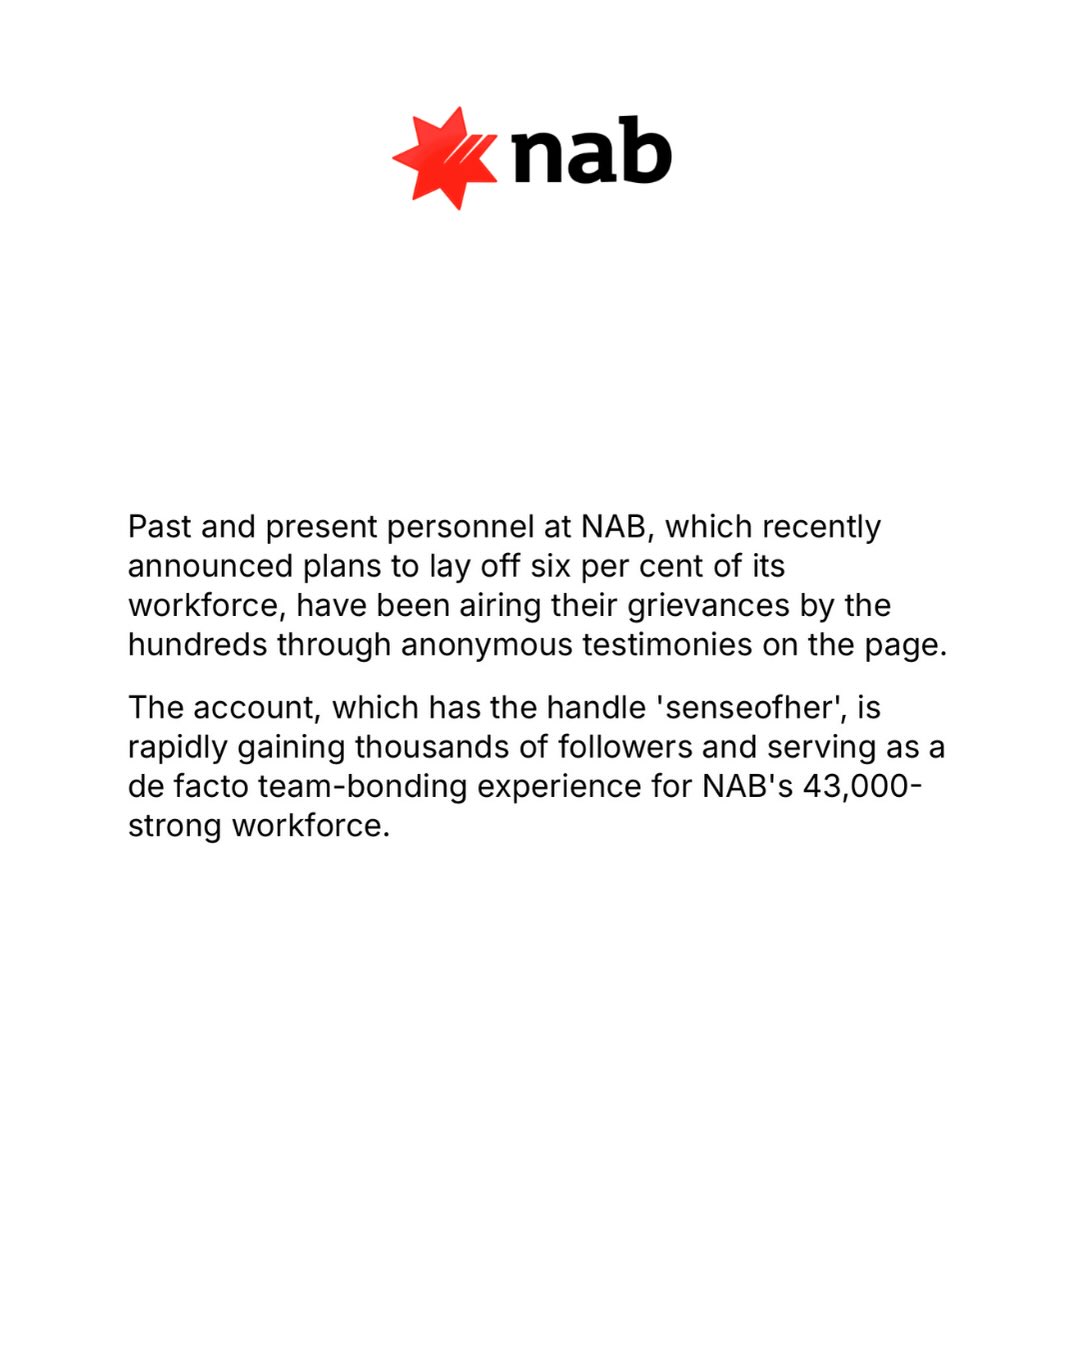 nab
Past and present personnel at NAB, which recently
announced plans to lay off six per cent of its
workforce, have been airing their grievances by the
hundreds through anonymous testimonies on the page.
The account, which has the handle 'senseofher', is
rapidly gaining thousands of followers and serving as a
de facto team-bonding experience for NAB's 43,000-
strong workforce.